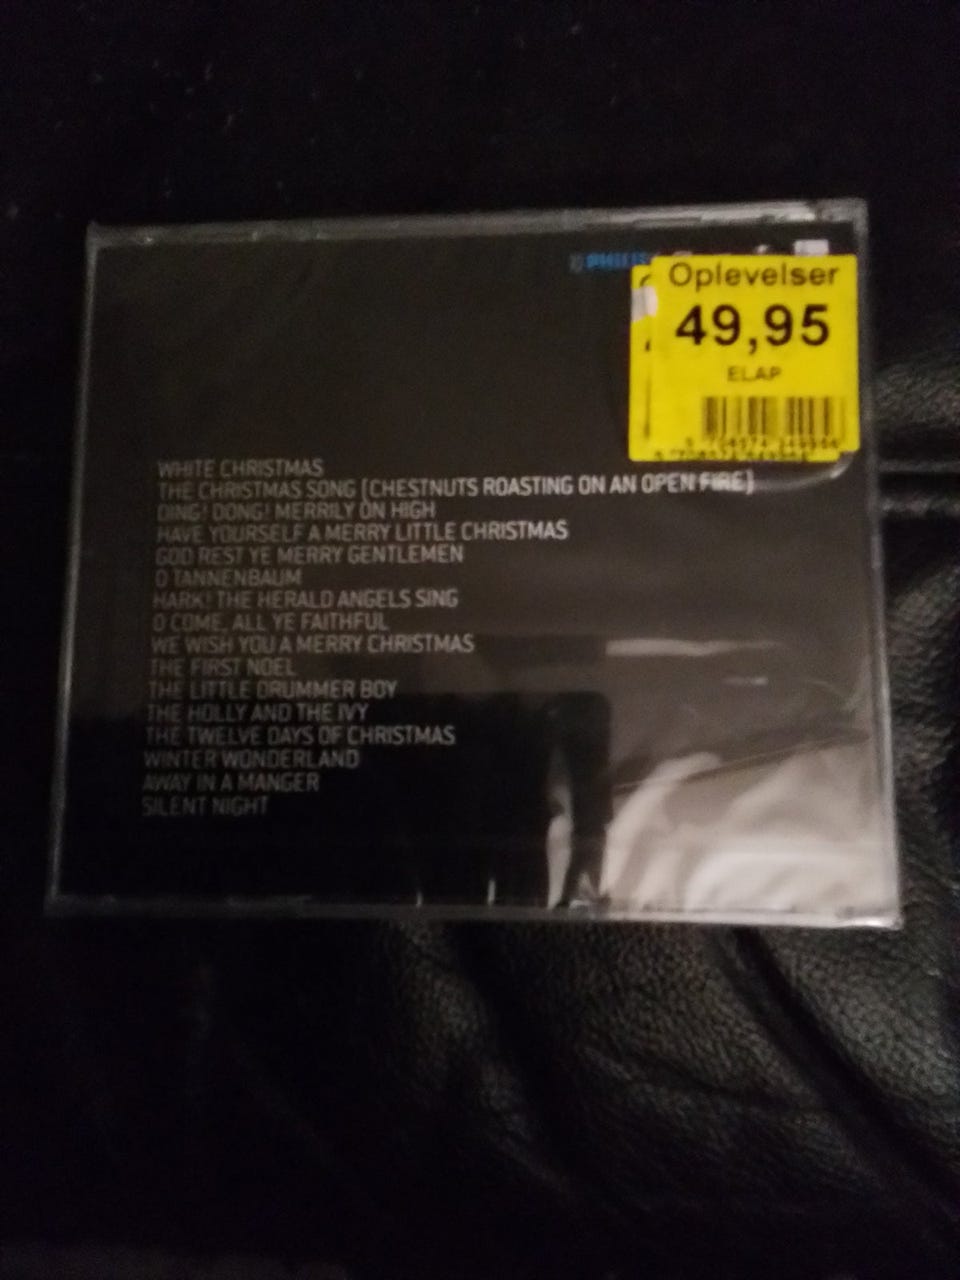 PHILIPS
Oplevelser
49,95
ELAP
WHITE CHRISTMAS
THE CHRISTMAS SONG (CHESTNUTS ROASTING ON AN OPEN FIRE)
DING! DONG! MERRILY ON HIGH
HAVE YOURSELF A MERRY LITTLE CHRISTMAS
GOD REST YE MERRY GENTLEMEN
O TANNENBAUM
HARK! THE HERALD ANGELS SING
O COME, ALL YE FAITHFUL
WE WISH YOU A MERRY CHRISTMAS
THE FIRST NOEL
THE LITTLE DRUMMER BOY
THE HOLLY AND THE IVY
THE TWELVE DAYS OF CHRISTMAS
WINTER WONDERLAND
AWAY IN A MANGER
SILENT NIGHT